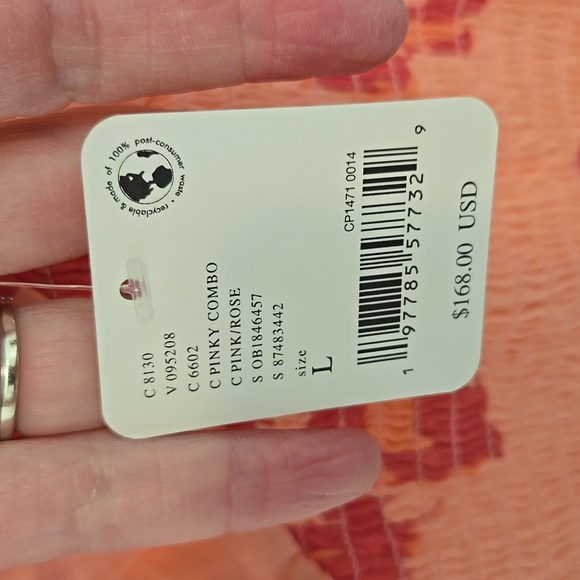 made of 100% post-consumer waste • recyclable &
C 8130
V 095208
C 6602
C PINKY COMBO
C PINK/ROSE
S OB1846457
S 87483442
size
L
CP1471 0014
1 97785 57732 9
$168.00 USD